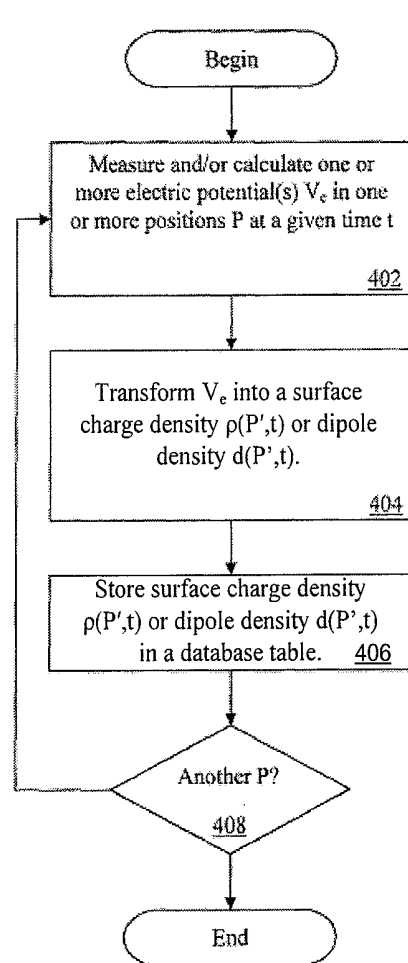 Begin
Measure and/or calculate one or
more electric potential(s) Vₑ in one
or more positions P at a given time t
402
Transform Vₑ into a surface
charge density ρ(P',t) or dipole
density d(P',t).
404
Store surface charge density
ρ(P',t) or dipole density d(P',t)
in a database table. 406
Another P?
408
End